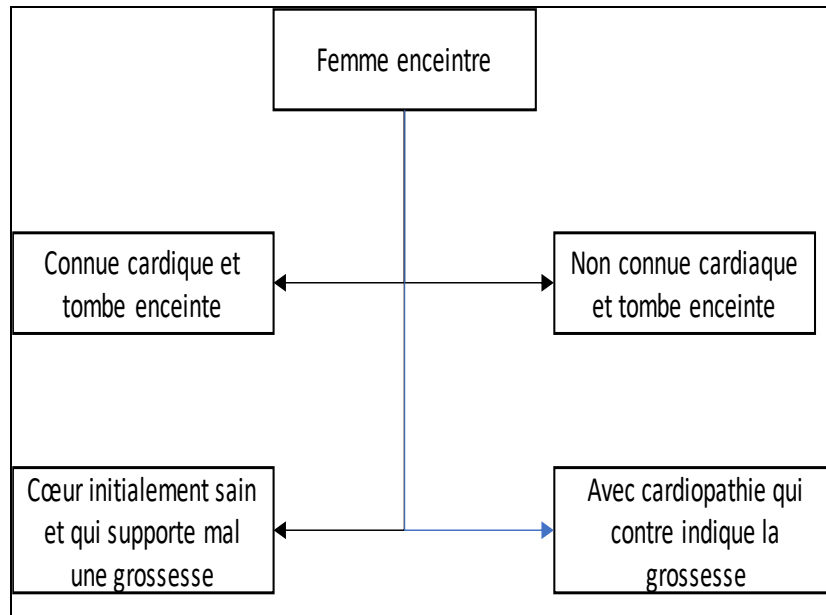 Femme enceintre
Connue cardique et
tombe enceinte
Non connue cardiaque
et tombe enceinte
Cœur initialement sain
et qui supporte mal
une grossesse
Avec cardiopathie qui
contre indique la
grossesse